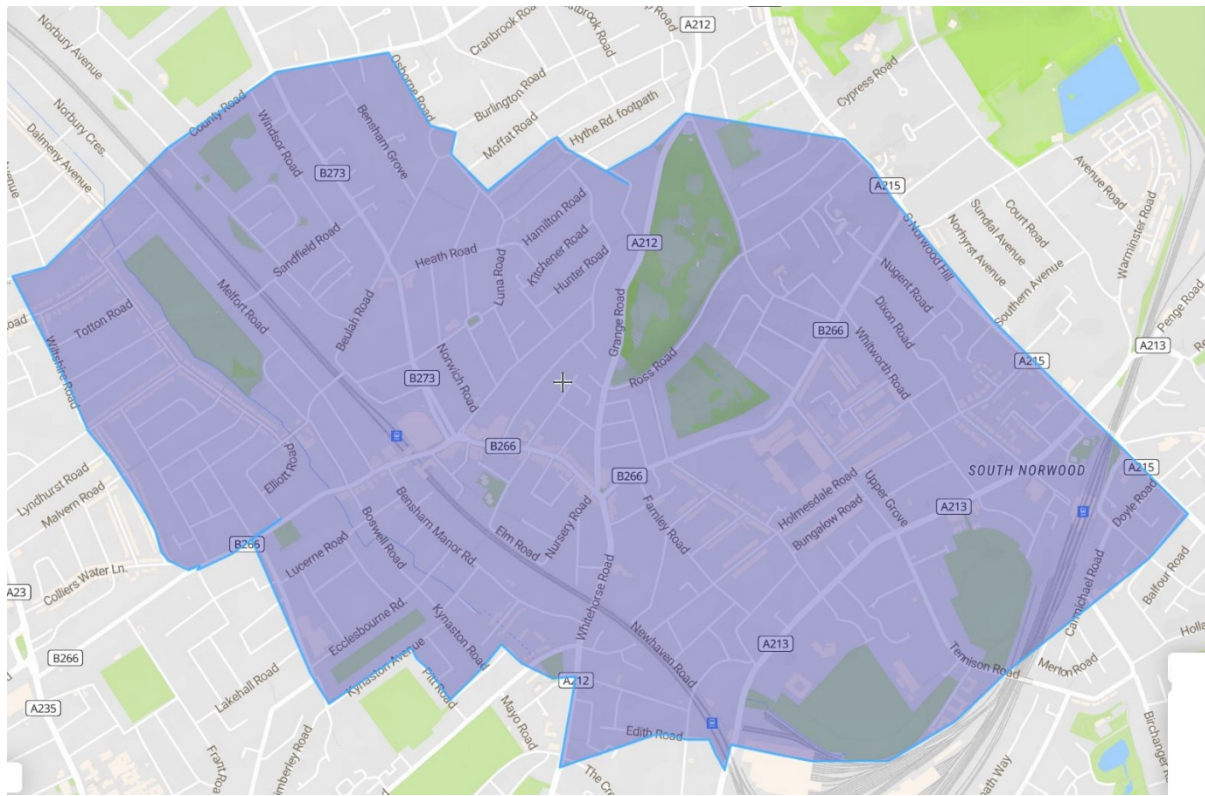 Norbury Avenue
Cranbrook Road
A212
Osborne Road
Burlington Road
Cypress Road
Norbury Cres.
County Road
Windsor Road
Bensham Grove
Moffat Road
Hythe Rd. footpath
Dalmeny Avenue
B273
A215
Avenue Road
Court Road
Sundial Avenue
Norhyrst Avenue
S Norwood Hill
Warminster Road
Hamilton Road
Kitchener Road
Hunter Road
A212
Sandfield Road
Heath Road
Luna Road
Nugent Road
Southern Avenue
Melfort Road
Totton Road
Beulah Road
Grange Road
Dixon Road
B266
Whitworth Road
Penge Road
A213
Wiltshire Road
Norwich Road
B273
Ross Road
A215
B266
B266
Elliott Road
SOUTH NORWOOD
A215
Lyndhurst Road
Malvern Road
Bensham Manor Rd.
Boswell Road
Elm Road
Nursery Road
Farnley Road
Holmesdale Road
Bungalow Road
Upper Grove
A213
Doyle Road
B266
Lucerne Road
Colliers Water Ln.
A23
Whitehorse Road
Carmichael Road
Balfour Road
Ecclesbourne Rd.
Kynaston Road
Newhaven Road
B266
A213
Tennison Road
Merton Road
Kynaston Avenue
Pitt Road
Lakehall Road
A212
A235
Mayo Road
Edith Road
Birchanger Road